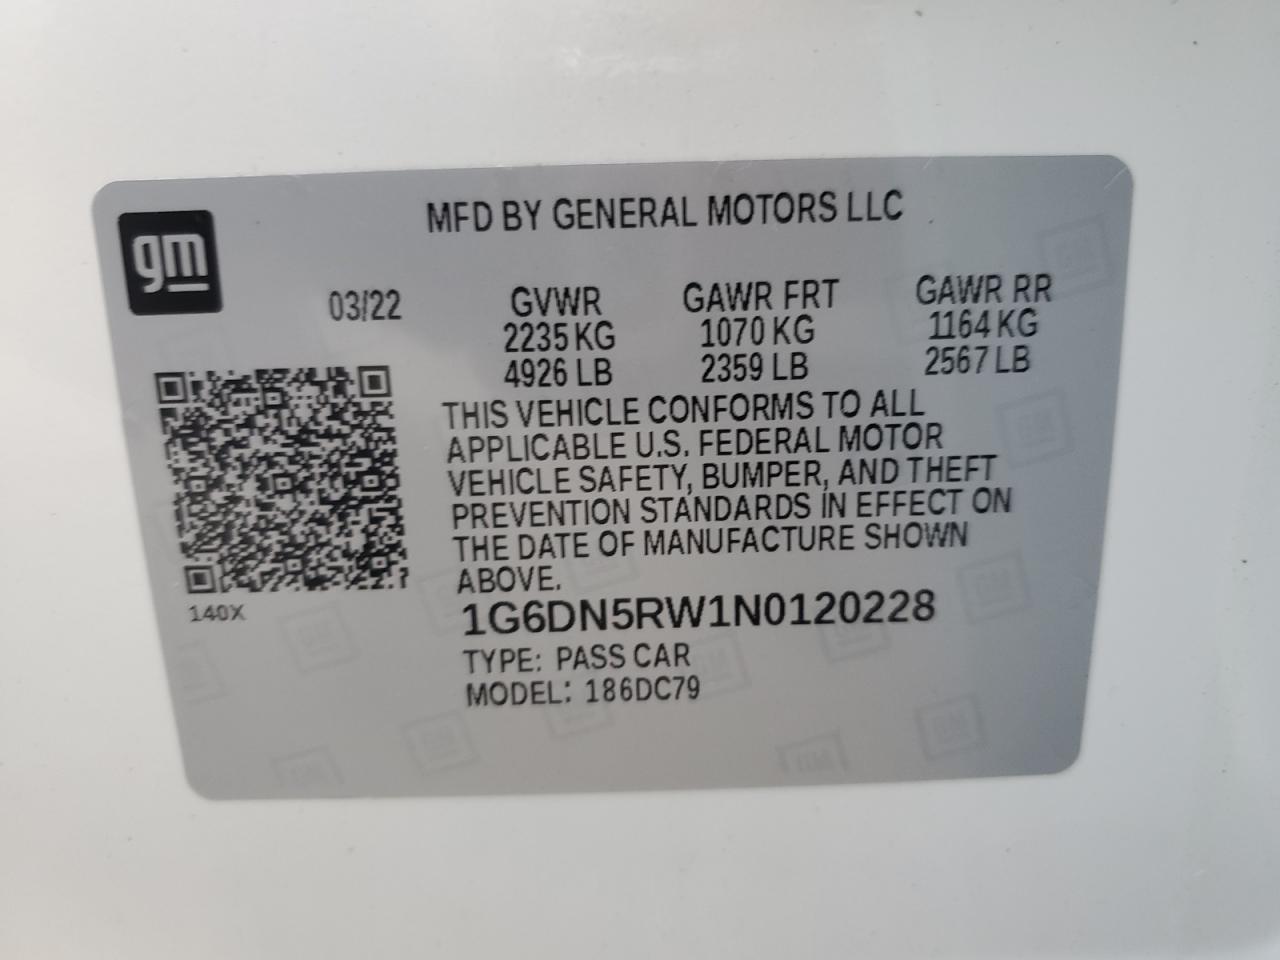 MFD BY GENERAL MOTORS LLC
gm
03/22
GVWR GAWR FRT GAWR RR
2235 KG 1070 KG 1164 KG
4926 LB 2359 LB 2567 LB
THIS VEHICLE CONFORMS TO ALL
APPLICABLE U.S. FEDERAL MOTOR
VEHICLE SAFETY, BUMPER, AND THEFT
PREVENTION STANDARDS IN EFFECT ON
THE DATE OF MANUFACTURE SHOWN
ABOVE.
140X
1G6DN5RW1N0120228
TYPE: PASS CAR
MODEL: 186DC79